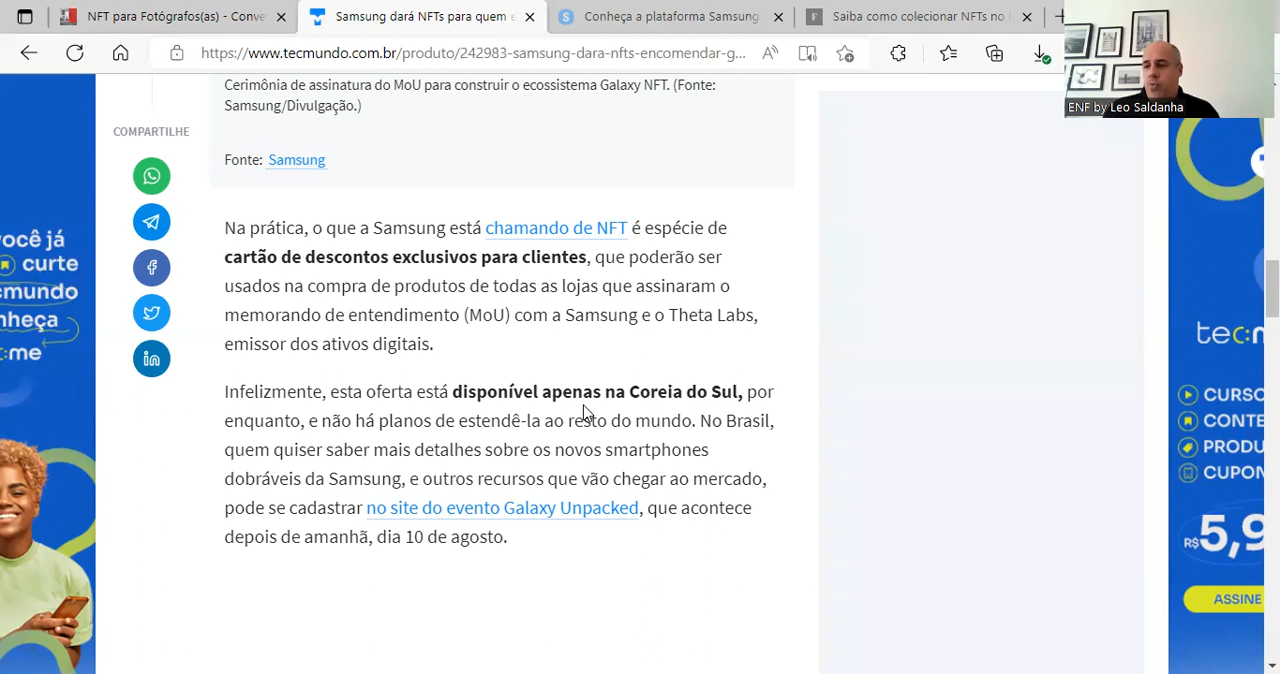 NFT para Fotógrafos(as) - Conve
Samsung dará NFTs para quem e
Conheça a plataforma Samsung
Saiba como colecionar NFTs no
https://www.tecmundo.com.br/produto/242983-samsung-dara-nfts-encomendar-g...
ENF by Leo Saldanha
Cerimônia de assinatura do MoU para construir o ecossistema Galaxy NFT. (Fonte:
Samsung/Divulgação.)
COMPARTILHE
Fonte: Samsung
Na prática, o que a Samsung está chamando de NFT é espécie de
cartão de descontos exclusivos para clientes, que poderão ser
usados na compra de produtos de todas as lojas que assinaram o
memorando de entendimento (MoU) com a Samsung e o Theta Labs,
emissor dos ativos digitais.
Infelizmente, esta oferta está disponível apenas na Coreia do Sul, por
enquanto, e não há planos de estendê-la ao resto do mundo. No Brasil,
quem quiser saber mais detalhes sobre os novos smartphones
dobráveis da Samsung, e outros recursos que vão chegar ao mercado,
pode se cadastrar no site do evento Galaxy Unpacked, que acontece
depois de amanhã, dia 10 de agosto.
ocê já
curte
cmundo
nheça
:me
tec:m
CURSO
CONTE
PRODU
CUPON
R$5,9
ASSINE